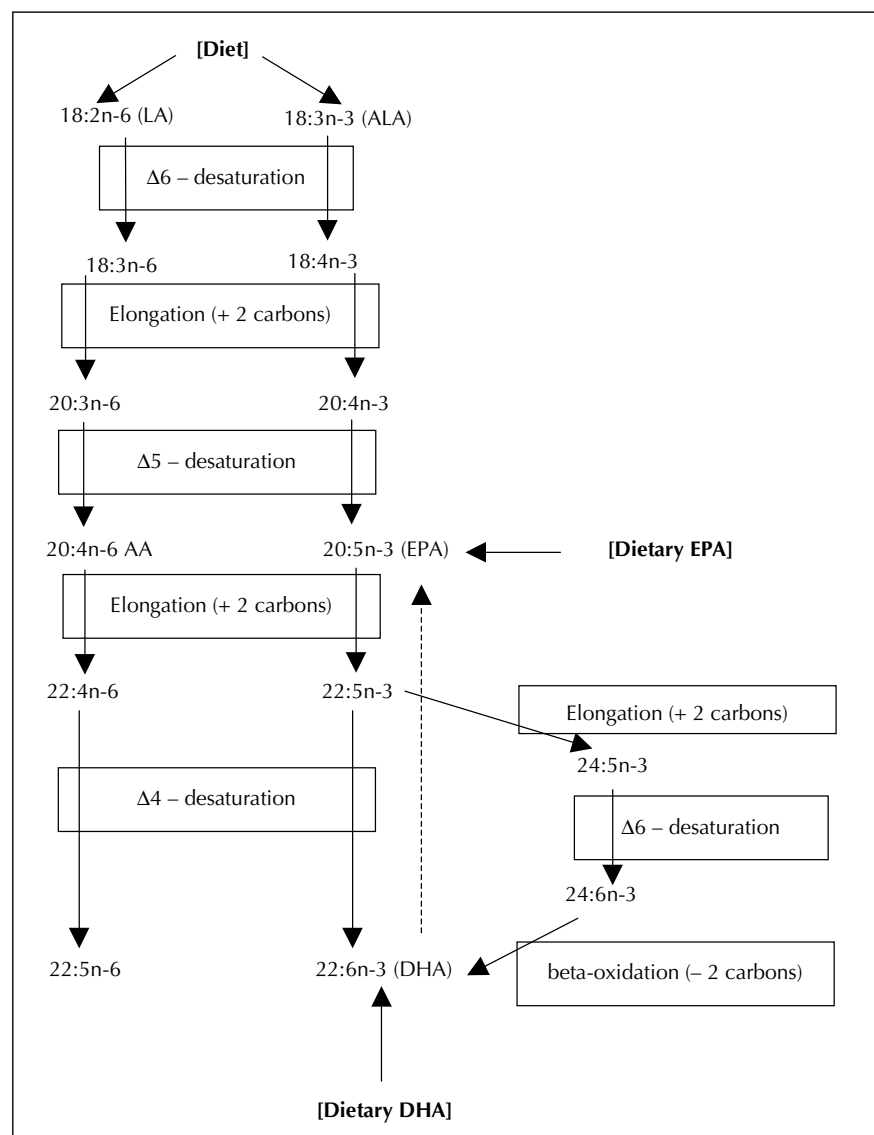 [Diet]
18:2n-6 (LA)
18:3n-3 (ALA)
Δ6 – desaturation
18:3n-6
18:4n-3
Elongation (+ 2 carbons)
20:3n-6
20:4n-3
Δ5 – desaturation
20:4n-6 AA
20:5n-3 (EPA)
[Dietary EPA]
Elongation (+ 2 carbons)
22:4n-6
22:5n-3
Elongation (+ 2 carbons)
24:5n-3
Δ4 – desaturation
Δ6 – desaturation
24:6n-3
22:5n-6
22:6n-3 (DHA)
beta-oxidation (– 2 carbons)
[Dietary DHA]